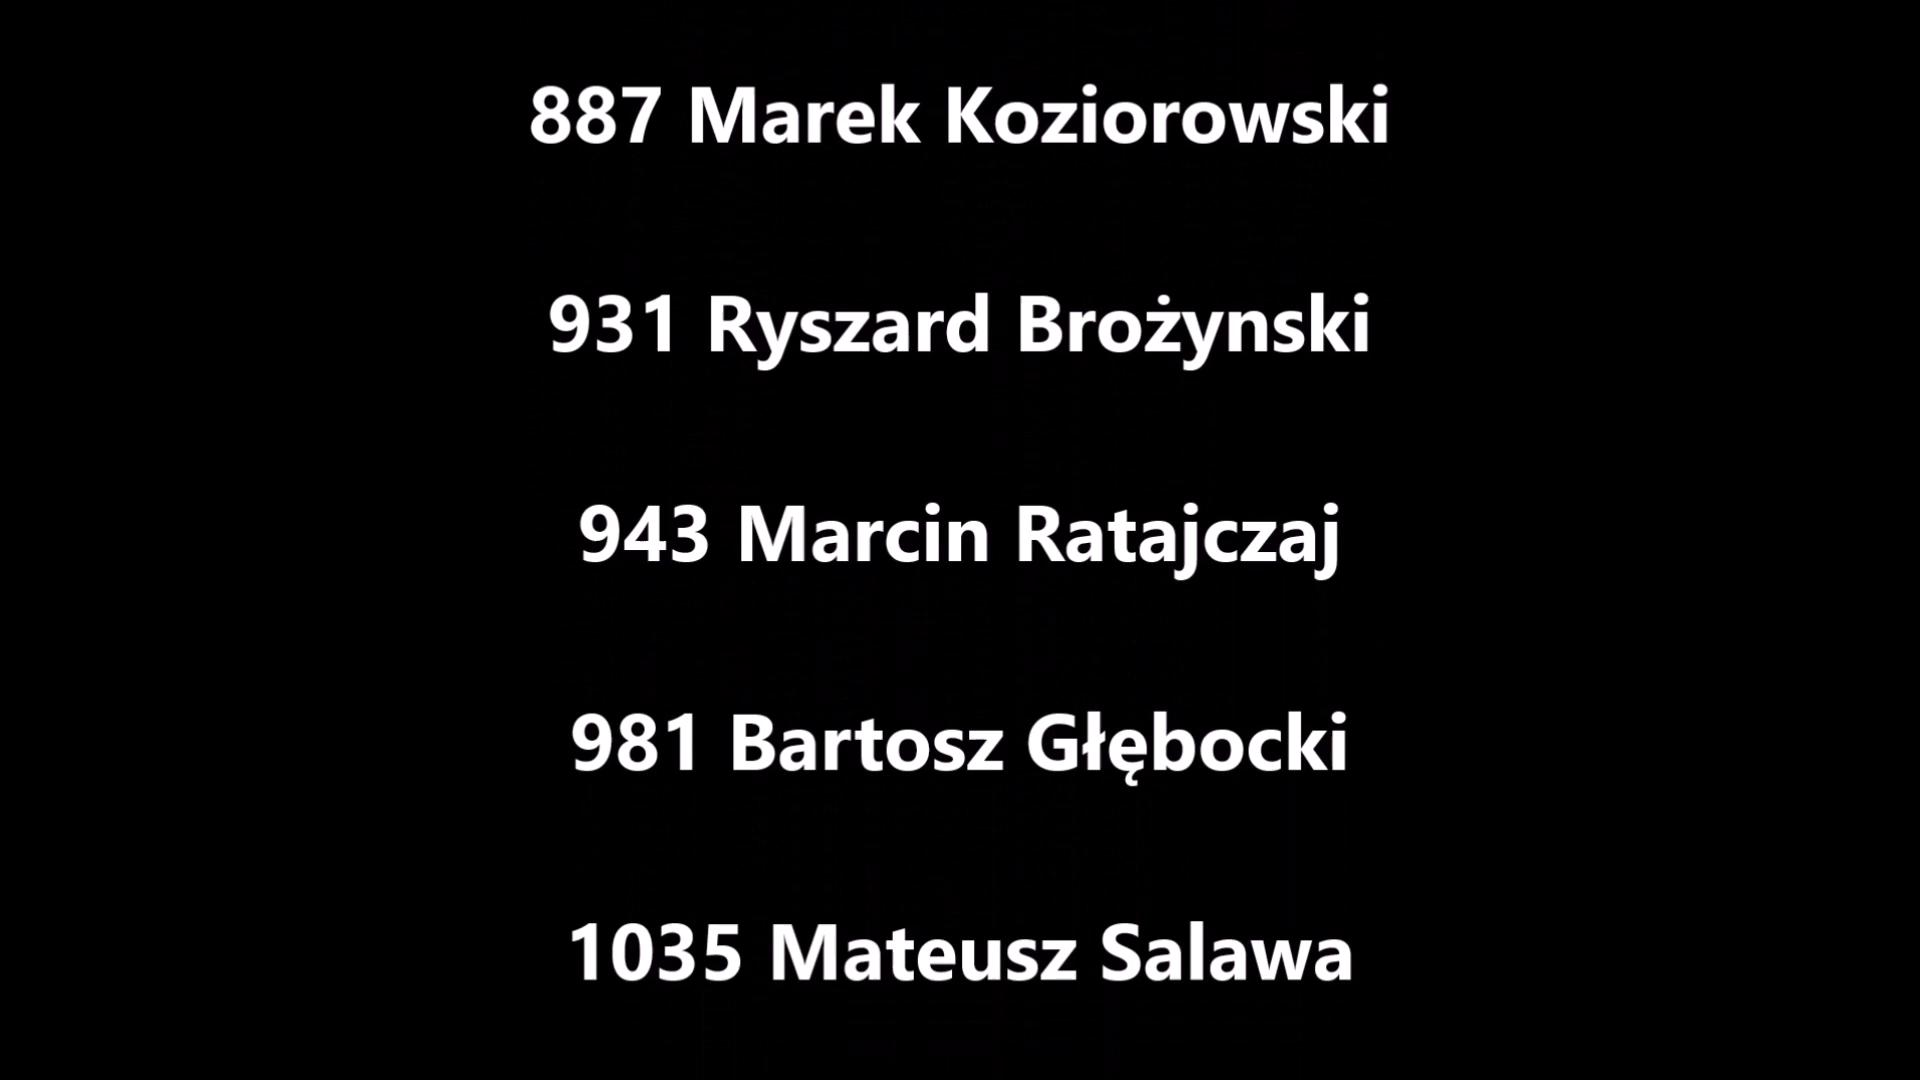 887 Marek Koziorowski
931 Ryszard Brożynski
943 Marcin Ratajczaj
981 Bartosz Głębocki
1035 Mateusz Salawa